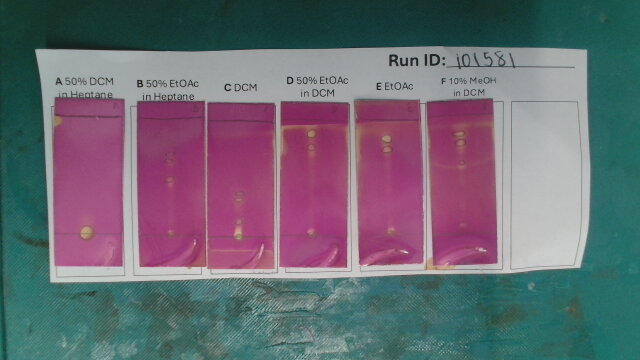 Run ID: 101581
A 50% DCM in Heptane
B 50% EtOAc in Heptane
C DCM
D 50% EtOAc in DCM
E EtOAc
F 10% MeOH in DCM